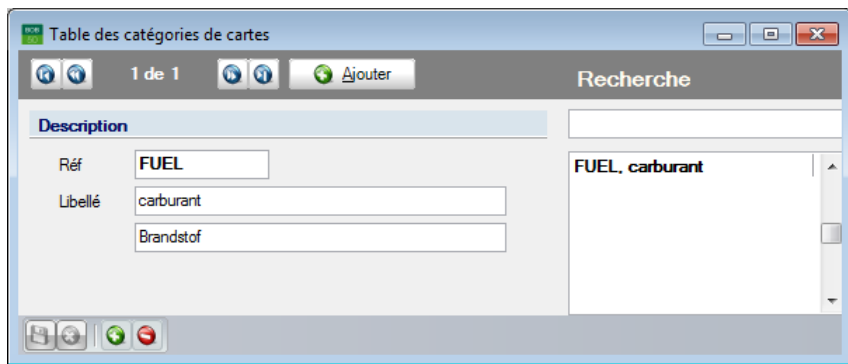 Table des catégories de cartes
1 de 1
Ajouter
Recherche
Description
Réf
FUEL
FUEL, carburant
Libellé
carburant
Brandstof